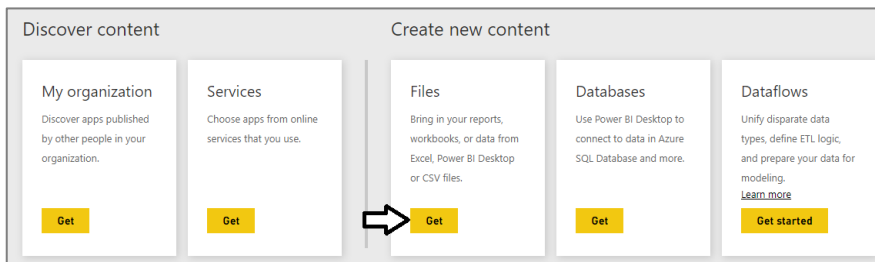 Discover content
Create new content
My organization
Discover apps published
by other people in your
organization.
Get
Services
Choose apps from online
services that you use.
Get
Files
Bring in your reports,
workbooks, or data from
Excel, Power BI Desktop
or CSV files.
Get
Databases
Use Power BI Desktop to
connect to data in Azure
SQL Database and more.
Get
Dataflows
Unify disparate data
types, define ETL logic,
and prepare your data for
modeling.
Learn more
Get started